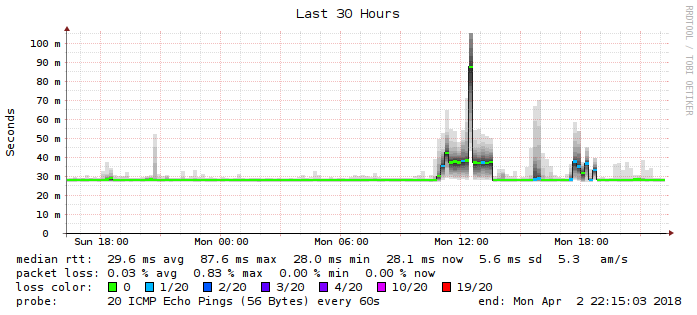 Last 30 Hours
RRDTOOL / TOBI OETIKER
Seconds
100 m
90 m
80 m
70 m
60 m
50 m
40 m
30 m
20 m
10 m
0
Sun 18:00 Mon 00:00 Mon 06:00 Mon 12:00 Mon 18:00
median rtt: 29.6 ms avg 87.6 ms max 28.0 ms min 28.1 ms now 5.6 ms sd 5.3 am/s
packet loss: 0.03 % avg 0.83 % max 0.00 % min 0.00 % now
loss color: 0 1/20 2/20 3/20 4/20 10/20 19/20
probe: 20 ICMP Echo Pings (56 Bytes) every 60s end: Mon Apr 2 22:15:03 2018